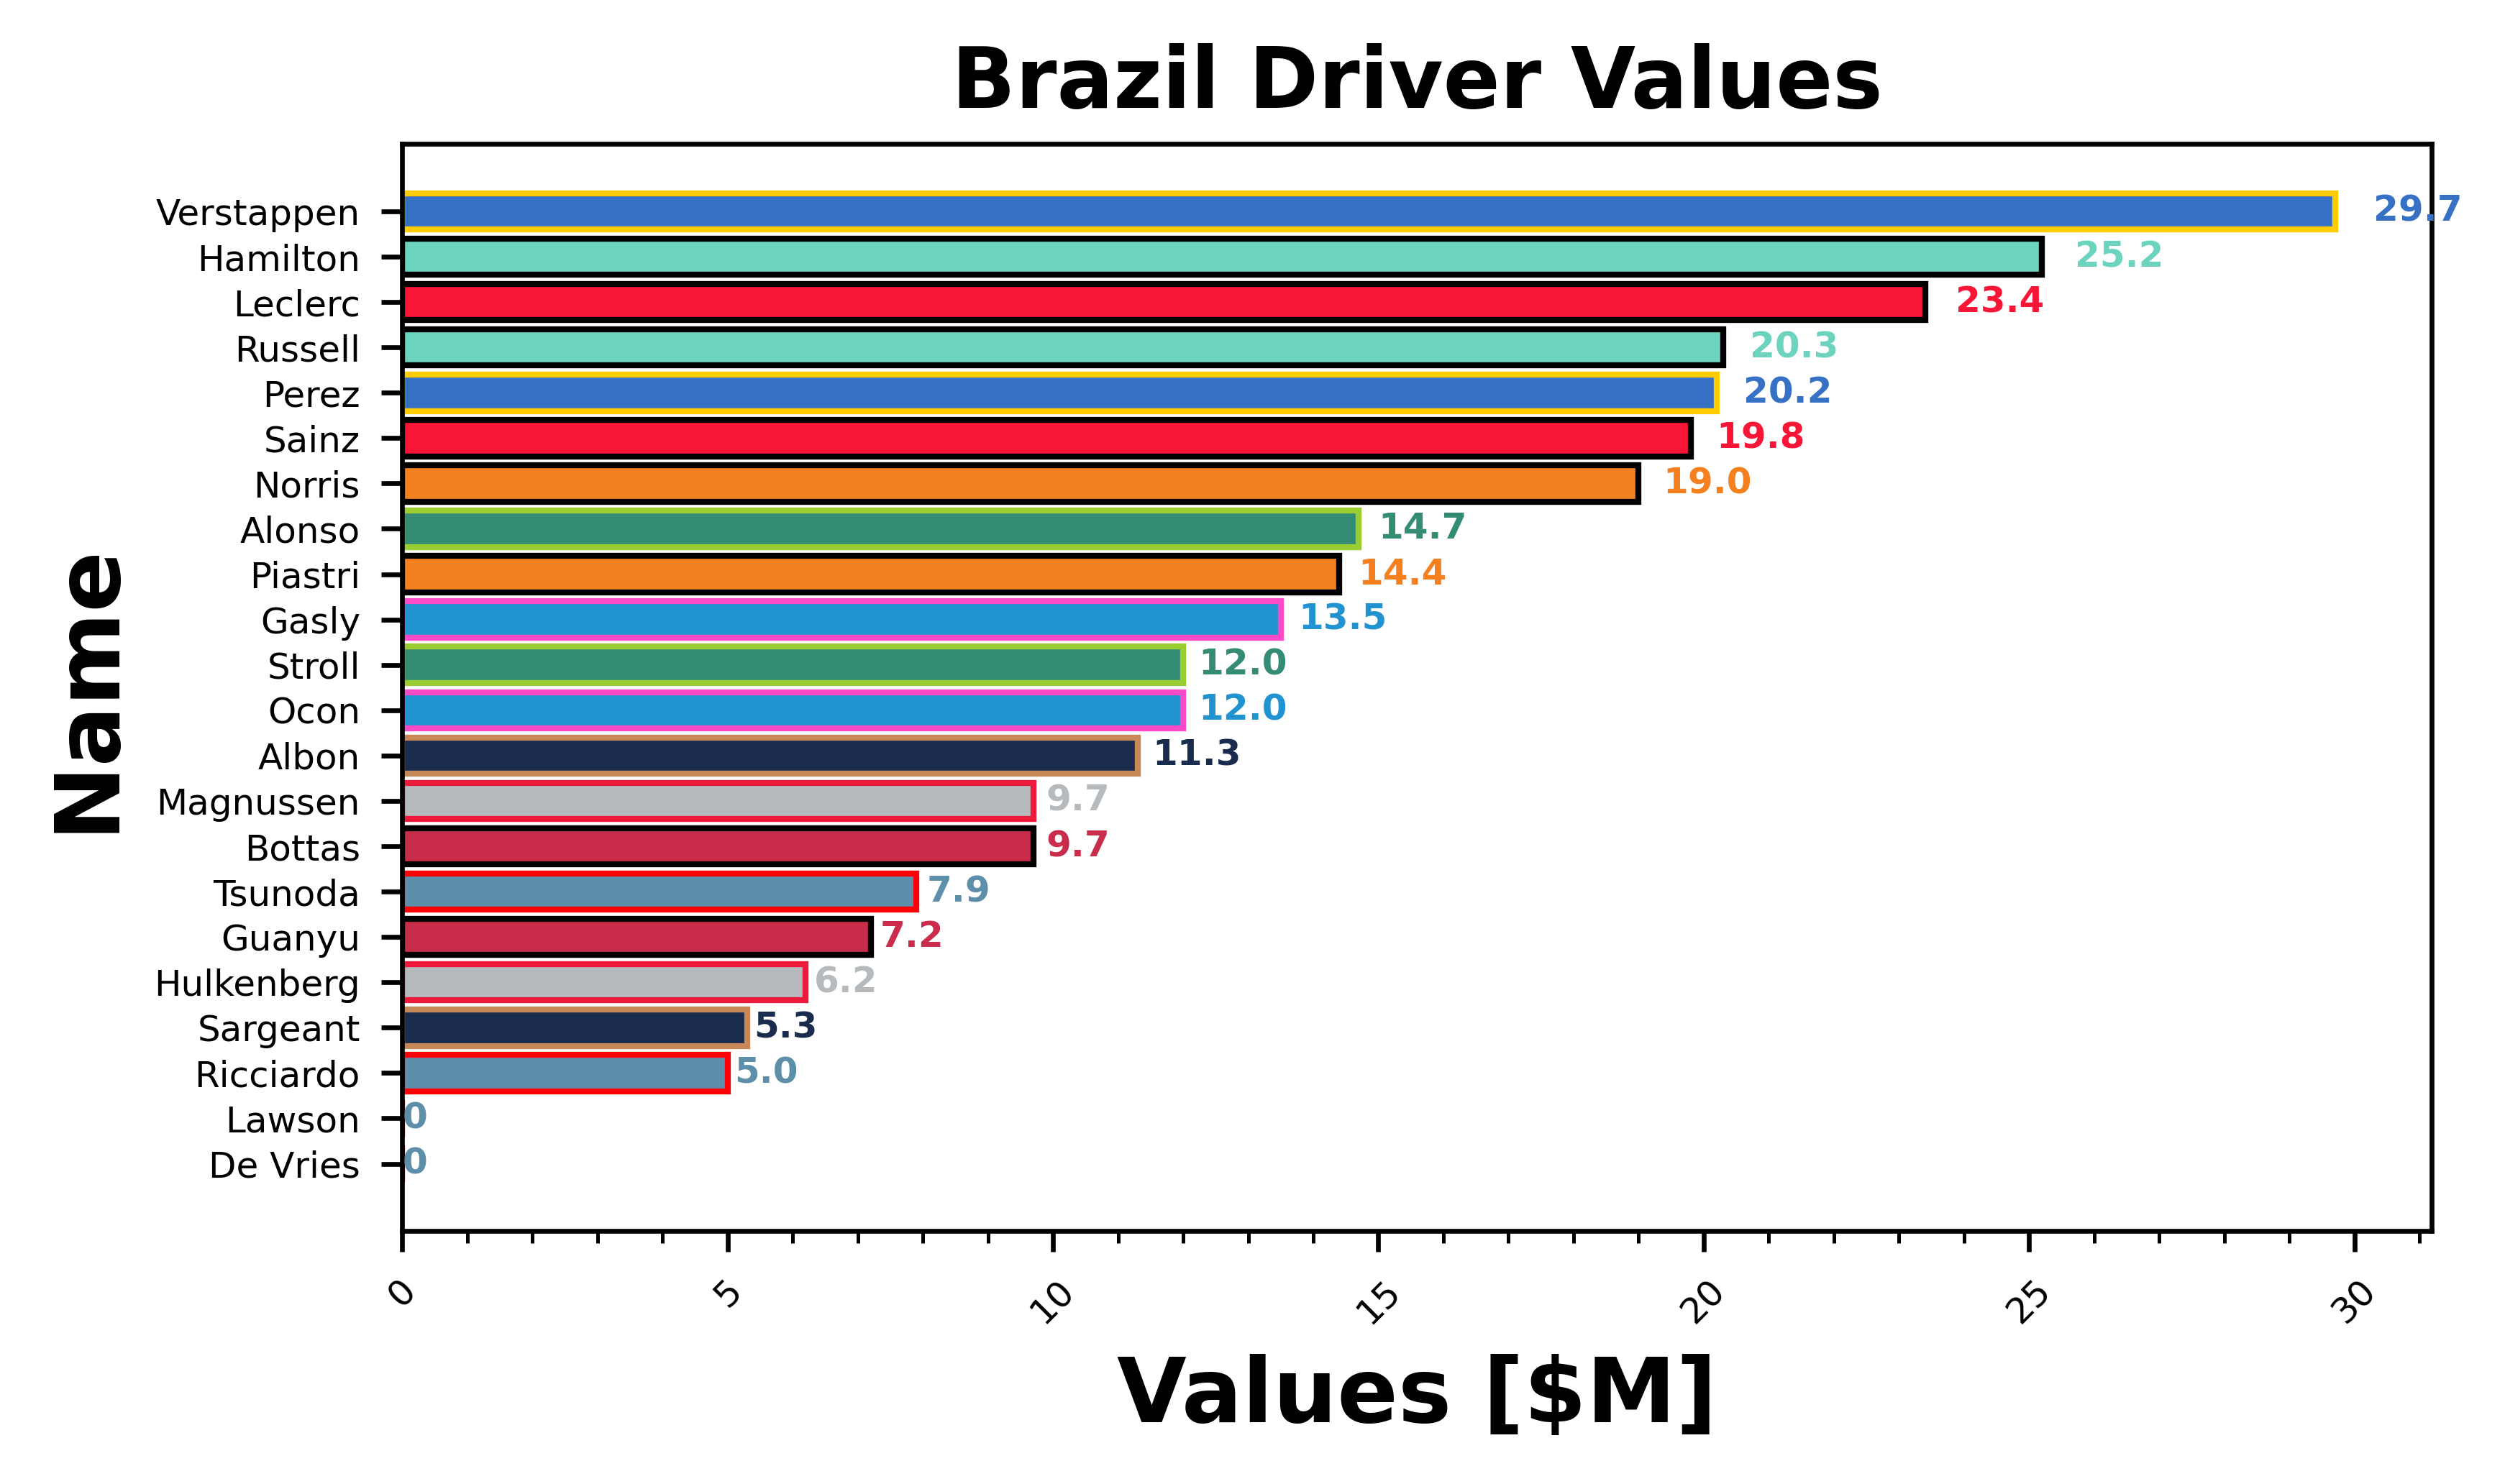 Brazil Driver Values
Name
Verstappen 29.7
Hamilton 25.2
Leclerc 23.4
Russell 20.3
Perez 20.2
Sainz 19.8
Norris 19.0
Alonso 14.7
Piastri 14.4
Gasly 13.5
Stroll 12.0
Ocon 12.0
Albon 11.3
Magnussen 9.7
Bottas 9.7
Tsunoda 7.9
Guanyu 7.2
Hulkenberg 6.2
Sargeant 5.3
Ricciardo 5.0
Lawson 0
De Vries 0
0 5 10 15 20 25 30
Values [$M]